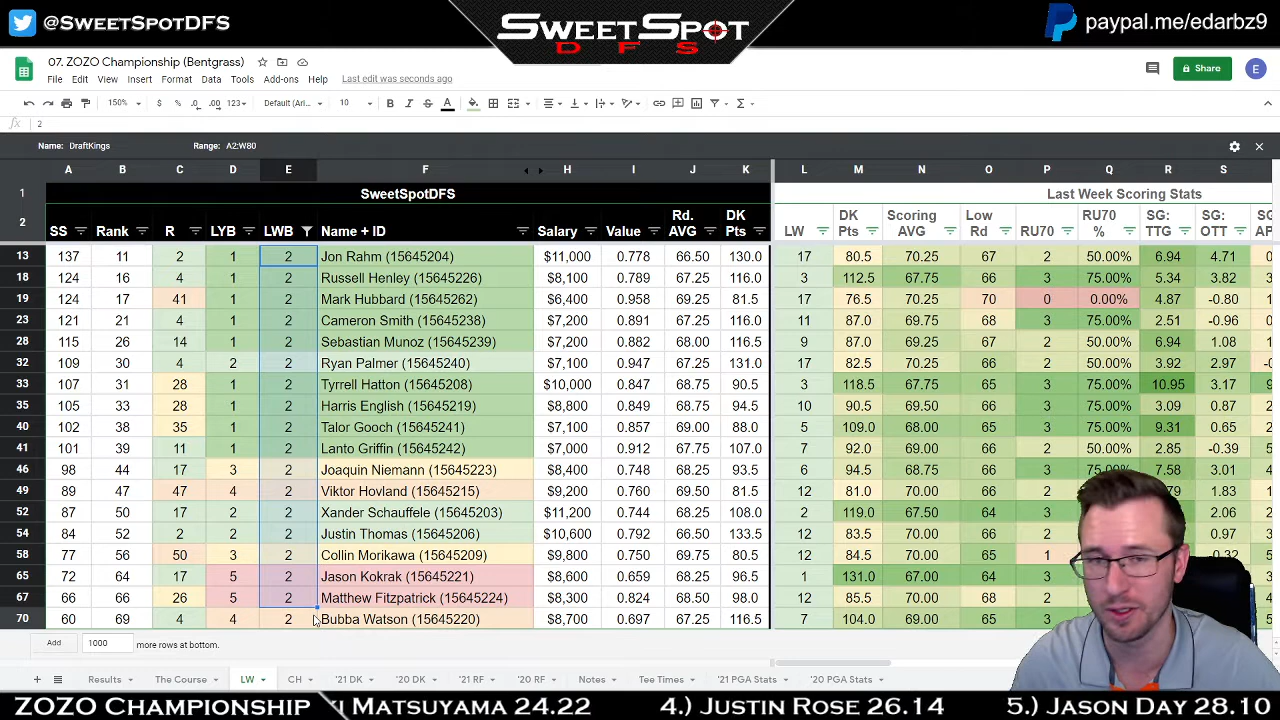 @SweetSpotDFS
SweetSpot
DFS
paypal.me/edarbz9
07. ZOZO Championship (Bentgrass)
File Edit View Insert Format Data Tools Add-ons Help Last edit was seconds ago
Share
E
150% $ % .0 .00 123 Default (Ari... 10 B I S A
fx 2
Name: DraftKings Range: A2:W80
A B C D E F H I J K L M N O P Q R S
1 SweetSpotDFS Last Week Scoring Stats
2 SS Rank R LYB LWB Name + ID Salary Value Rd. AVG DK Pts LW DK Pts Scoring AVG Low Rd RU70 RU70 % SG: TTG SG: OTT SG:
13 137 11 2 1 2 Jon Rahm (15645204) $11,000 0.778 66.50 130.0 17 80.5 70.25 67 2 50.00% 6.94 4.71
18 124 16 4 1 2 Russell Henley (15645226) $8,100 0.789 67.25 116.0 3 112.5 67.75 66 3 75.00% 5.34 3.82
19 124 17 41 1 2 Mark Hubbard (15645262) $6,400 0.958 69.25 81.5 17 76.5 70.25 70 0 0.00% 4.87 -0.80
23 121 21 4 1 2 Cameron Smith (15645238) $7,200 0.891 67.25 116.0 11 87.0 69.75 68 3 75.00% 2.51 -0.96
28 115 26 14 1 2 Sebastian Munoz (15645239) $7,200 0.882 68.00 116.5 9 87.0 69.25 67 2 50.00% 6.94 1.08
32 109 30 4 2 2 Ryan Palmer (15645240) $7,100 0.947 67.25 131.0 17 82.5 70.25 66 2 50.00% 3.92 2.97
33 107 31 28 1 2 Tyrrell Hatton (15645208) $10,000 0.847 68.75 90.5 3 118.5 67.75 65 3 75.00% 10.95 3.17
35 105 33 28 1 2 Harris English (15645219) $8,800 0.849 68.75 94.5 10 90.5 69.50 66 3 75.00% 3.09 0.87
40 102 38 35 1 2 Talor Gooch (15645241) $7,100 0.857 69.00 88.0 5 109.0 68.00 65 3 75.00% 9.31 0.65
41 101 39 11 1 2 Lanto Griffin (15645242) $7,000 0.912 67.75 107.0 7 92.0 69.00 66 2 50.00% 2.85 -0.39
46 98 44 17 3 2 Joaquin Niemann (15645223) $8,400 0.748 68.25 93.5 6 94.5 68.75 66 3 75.00% 7.58 3.01
49 89 47 47 4 2 Viktor Hovland (15645215) $9,200 0.760 69.50 81.5 12 81.0 70.00 66 2 1.83
52 87 50 17 2 2 Xander Schauffele (15645203) $11,200 0.744 68.25 108.0 2 119.0 67.50 64 3 2.06
54 84 52 2 2 2 Justin Thomas (15645206) $10,600 0.792 66.50 133.5 12 81.5 70.00 65 2 0.97
58 77 56 50 3 2 Collin Morikawa (15645209) $9,800 0.750 69.75 80.5 12 84.5 70.00 65 1
65 72 64 17 5 2 Jason Kokrak (15645221) $8,600 0.659 68.25 96.5 1 131.0 67.00 64 3
67 66 66 26 5 2 Matthew Fitzpatrick (15645224) $8,300 0.824 68.50 98.0 12 85.5 70.00 68 2
70 60 69 4 4 2 Bubba Watson (15645220) $8,700 0.697 67.25 116.5 7 104.0 69.00 65 3
Add 1000 more rows at bottom.
Results The Course LW CH '21 DK '20 DK '21 RF '20 RF Notes Tee Times '21 PGA Stats '20 PGA Stats
ZOZO Championship KI Matsuyama 24.22 4.) Justin Rose 26.14 5.) Jason Day 28.10